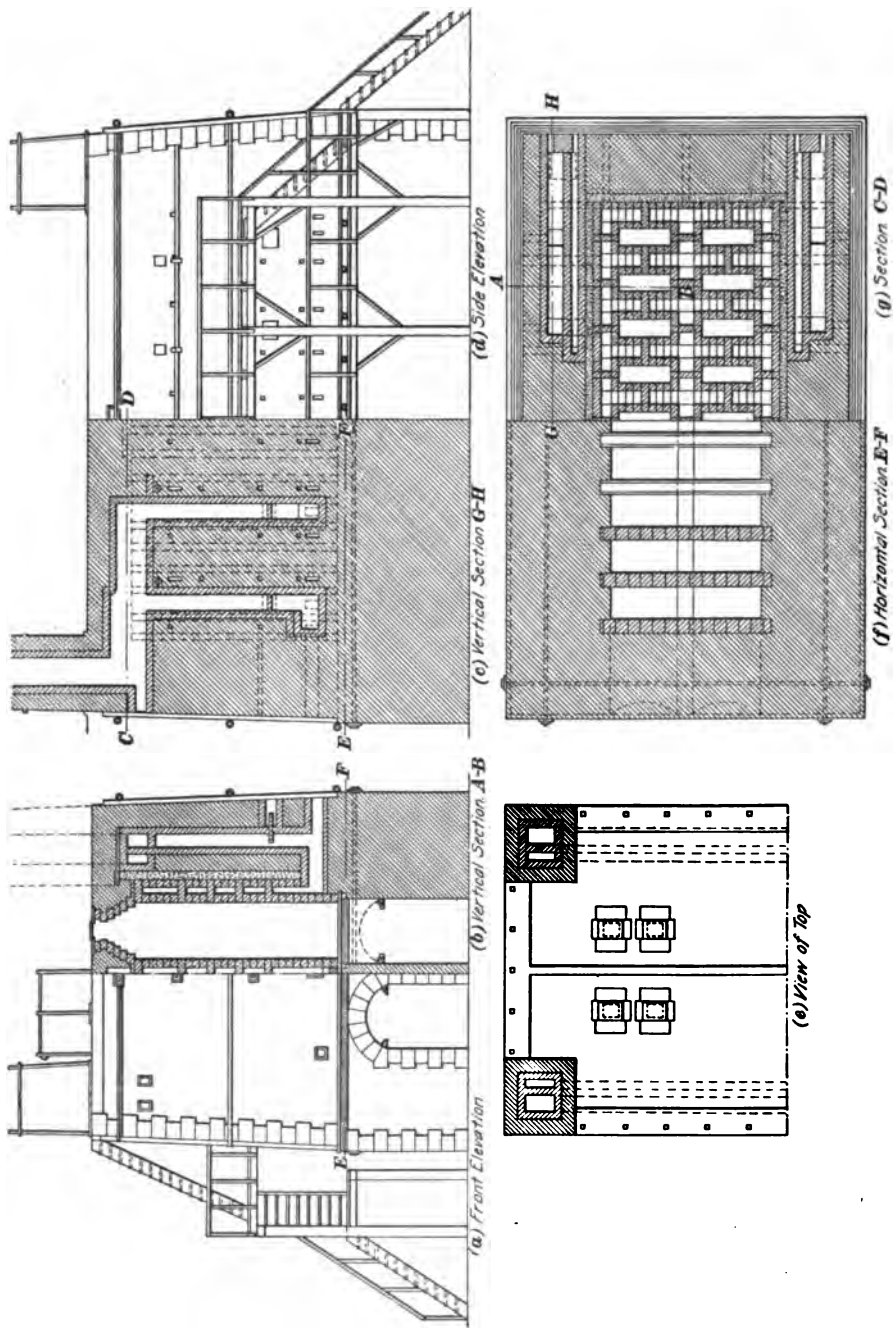 (a) Front Elevation
E
(b) Vertical Section A-B
F
(c) Vertical Section G-H
C
E
D
F
(d) Side Elevation
(e) View of Top
(f) Horizontal Section E-F
(g) Section C-D
A
B
G
H